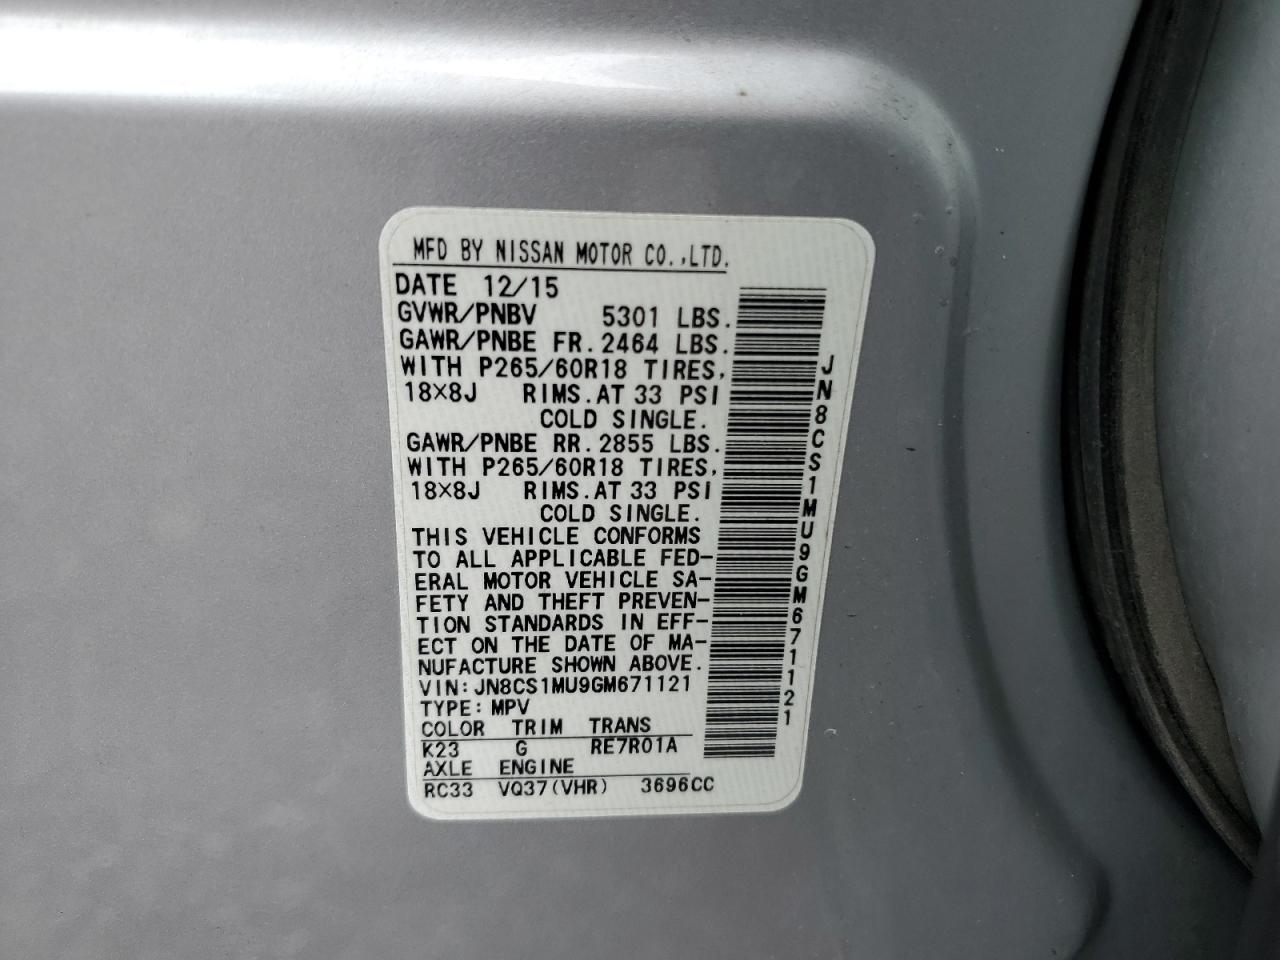 MFD BY NISSAN MOTOR CO.,LTD.
DATE 12/15
GVWR/PNBV 5301 LBS.
GAWR/PNBE FR. 2464 LBS.
WITH P265/60R18 TIRES,
18×8J RIMS.AT 33 PSI
COLD SINGLE.
GAWR/PNBE RR. 2855 LBS.
WITH P265/60R18 TIRES,
18×8J RIMS.AT 33 PSI
COLD SINGLE.
THIS VEHICLE CONFORMS
TO ALL APPLICABLE FED-
ERAL MOTOR VEHICLE SA-
FETY AND THEFT PREVEN-
TION STANDARDS IN EFF-
ECT ON THE DATE OF MA-
NUFACTURE SHOWN ABOVE.
VIN: JN8CS1MU9GM671121
TYPE: MPV
COLOR TRIM TRANS
K23 G RE7R01A
AXLE ENGINE
RC33 VQ37(VHR) 3696CC
JN8CS1MU9GM671121